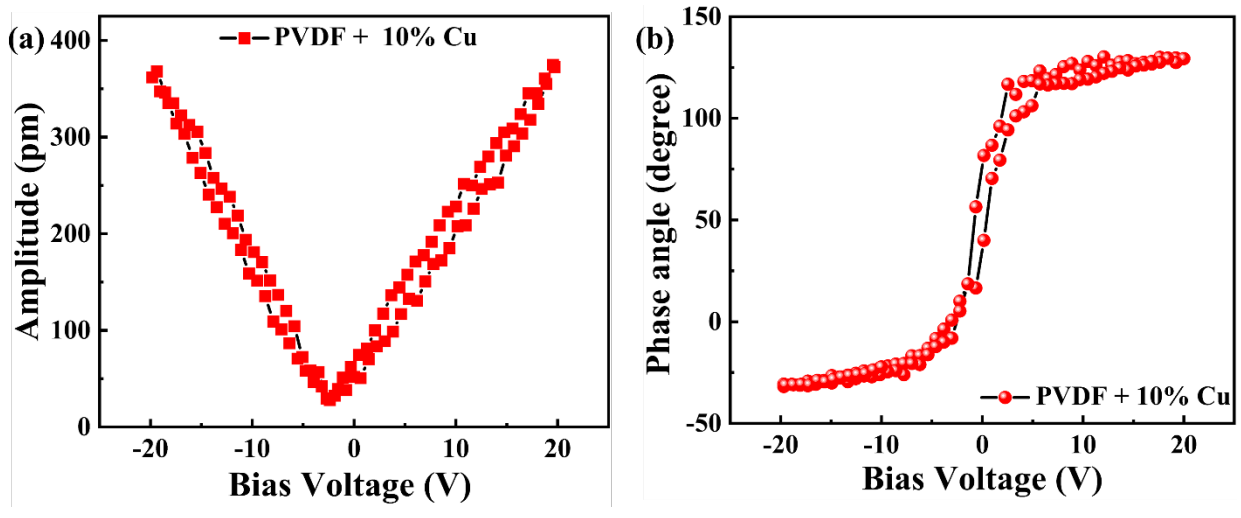 (a)
PVDF + 10% Cu
Amplitude (pm)
400
300
200
100
0
-20
-10
0
10
20
Bias Voltage (V)
(b)
PVDF + 10% Cu
Phase angle (degree)
150
100
50
0
-50
-20
-10
0
10
20
Bias Voltage (V)